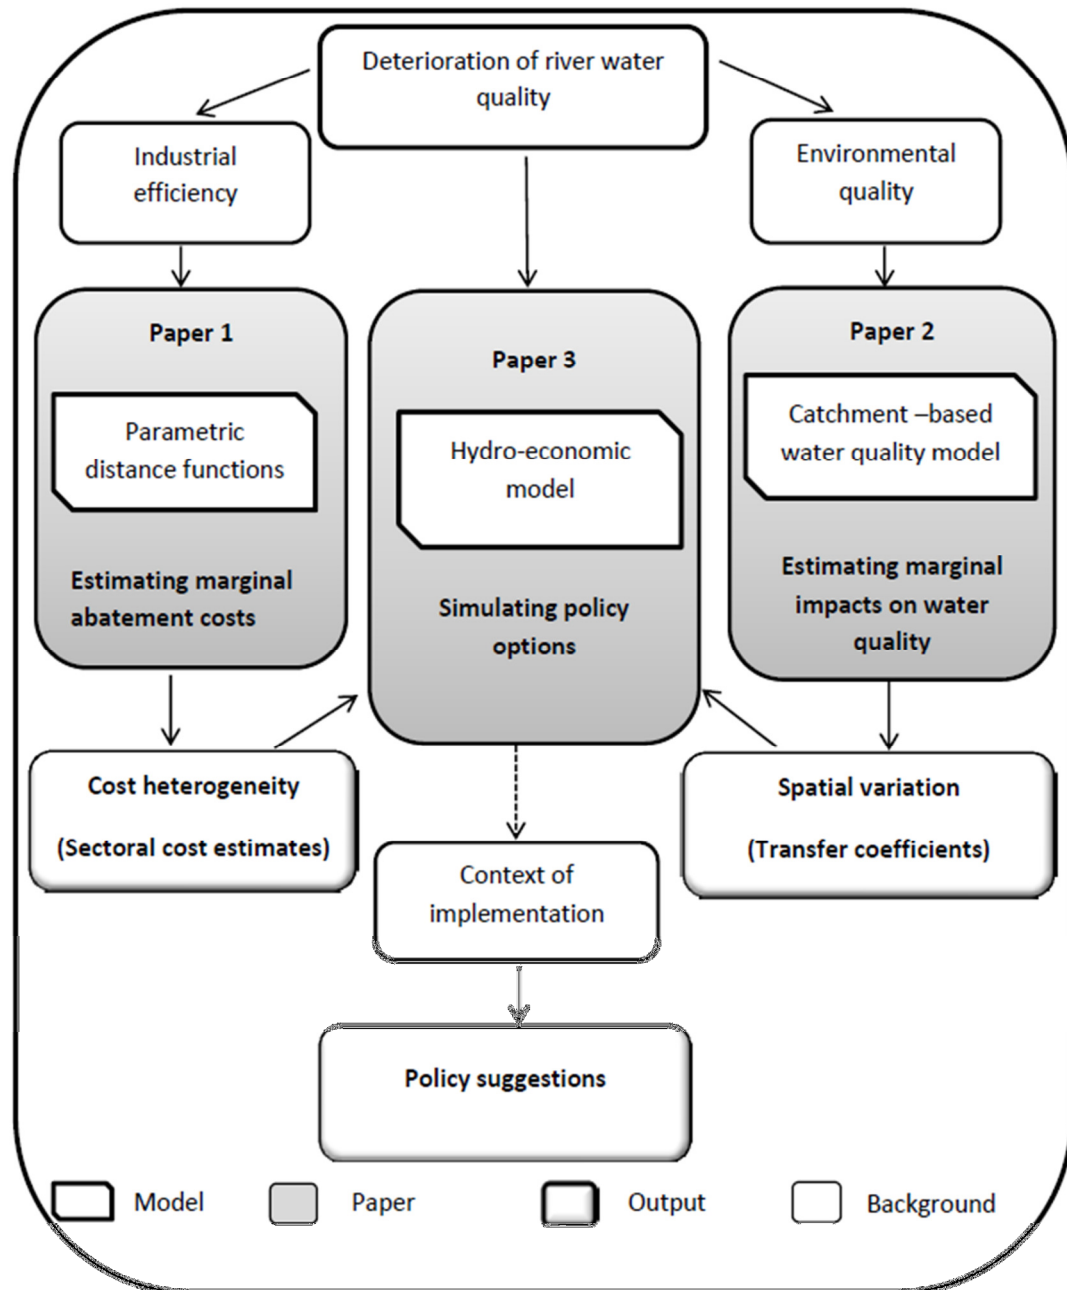 Deterioration of river water
quality
Industrial
efficiency
Environmental
quality
Paper 1
Parametric
distance functions
Estimating marginal
abatement costs
Paper 3
Hydro-economic
model
Simulating policy
options
Paper 2
Catchment –based
water quality model
Estimating marginal
impacts on water
quality
Cost heterogeneity
(Sectoral cost estimates)
Spatial variation
(Transfer coefficients)
Context of
implementation
Policy suggestions
Model
Paper
Output
Background